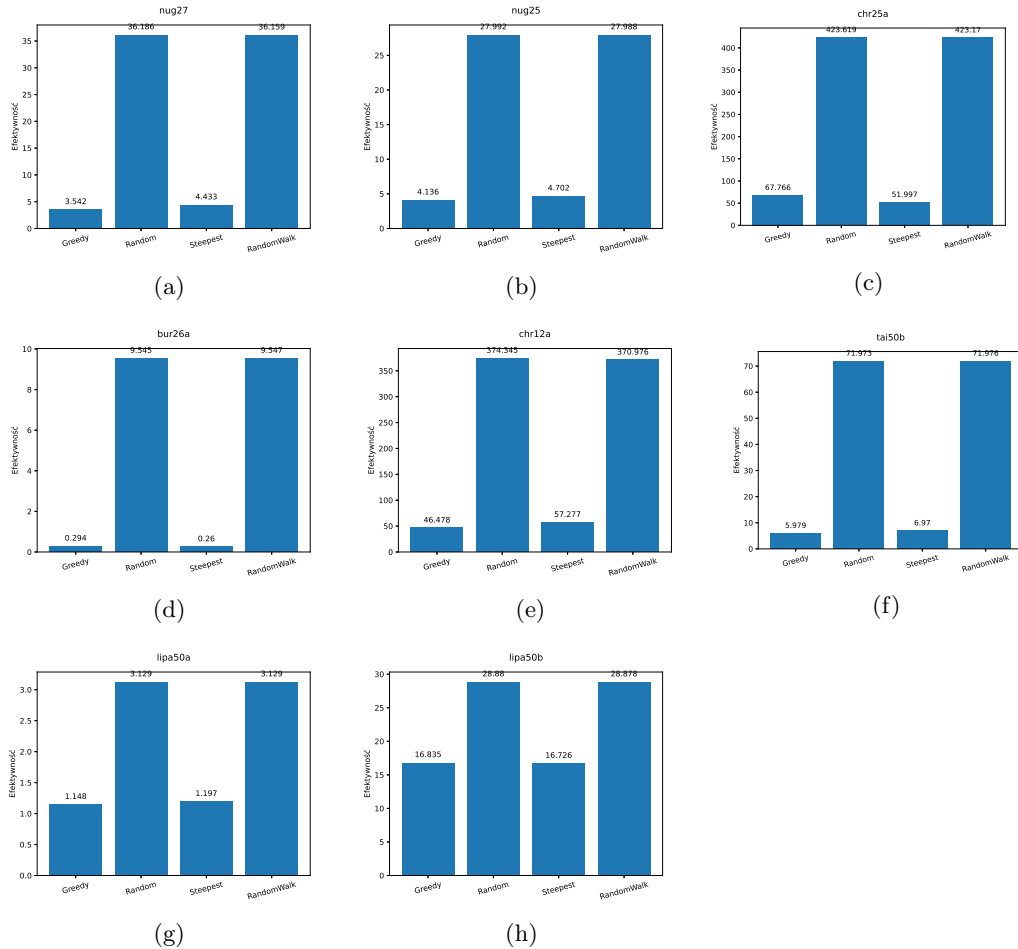 nug27
Efektywność
35
30
25
20
15
10
5
0
3.542
36.186
4.433
36.159
Greedy
Random
Steepest
RandomWalk
(a)
nug25
Efektywność
25
20
15
10
5
0
4.136
27.992
4.702
27.988
Greedy
Random
Steepest
RandomWalk
(b)
chr25a
Efektywność
400
350
300
250
200
150
100
50
0
67.766
423.619
51.997
423.17
Greedy
Random
Steepest
RandomWalk
(c)
bur26a
Efektywność
10
8
6
4
2
0
0.294
9.545
0.26
9.547
Greedy
Random
Steepest
RandomWalk
(d)
chr12a
Efektywność
350
300
250
200
150
100
50
0
46.478
374.345
57.277
370.976
Greedy
Random
Steepest
RandomWalk
(e)
tai50b
Efektywność
70
60
50
40
30
20
10
0
5.979
71.973
6.97
71.976
Greedy
Random
Steepest
RandomWalk
(f)
lipa50a
Efektywność
3.0
2.5
2.0
1.5
1.0
0.5
0.0
1.148
3.129
1.197
3.129
Greedy
Random
Steepest
RandomWalk
(g)
lipa50b
Efektywność
30
25
20
15
10
5
0
16.835
28.88
16.726
28.878
Greedy
Random
Steepest
RandomWalk
(h)